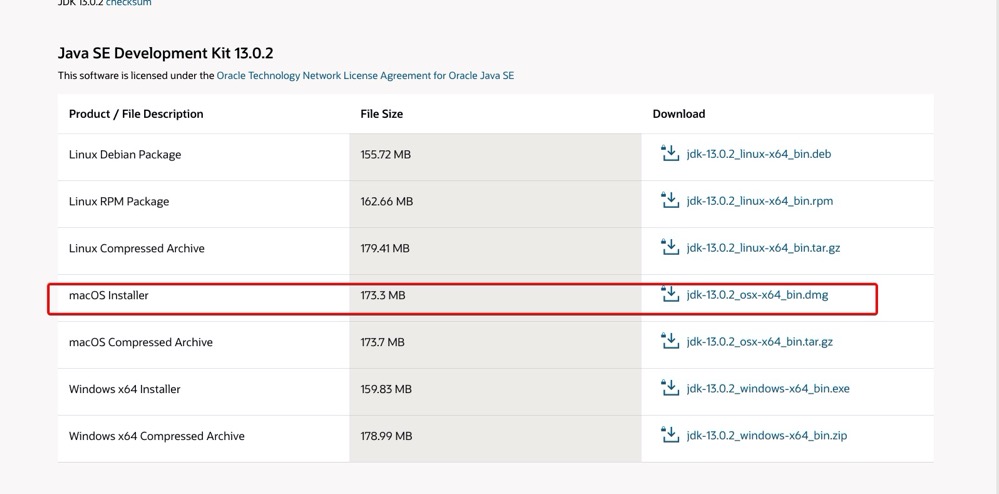 JDK 13.0.2 checksum
Java SE Development Kit 13.0.2
This software is licensed under the Oracle Technology Network License Agreement for Oracle Java SE
Product / File Description File Size Download
Linux Debian Package 155.72 MB jdk-13.0.2_linux-x64_bin.deb
Linux RPM Package 162.66 MB jdk-13.0.2_linux-x64_bin.rpm
Linux Compressed Archive 179.41 MB jdk-13.0.2_linux-x64_bin.tar.gz
macOS Installer 173.3 MB jdk-13.0.2_osx-x64_bin.dmg
macOS Compressed Archive 173.7 MB jdk-13.0.2_osx-x64_bin.tar.gz
Windows x64 Installer 159.83 MB jdk-13.0.2_windows-x64_bin.exe
Windows x64 Compressed Archive 178.99 MB jdk-13.0.2_windows-x64_bin.zip